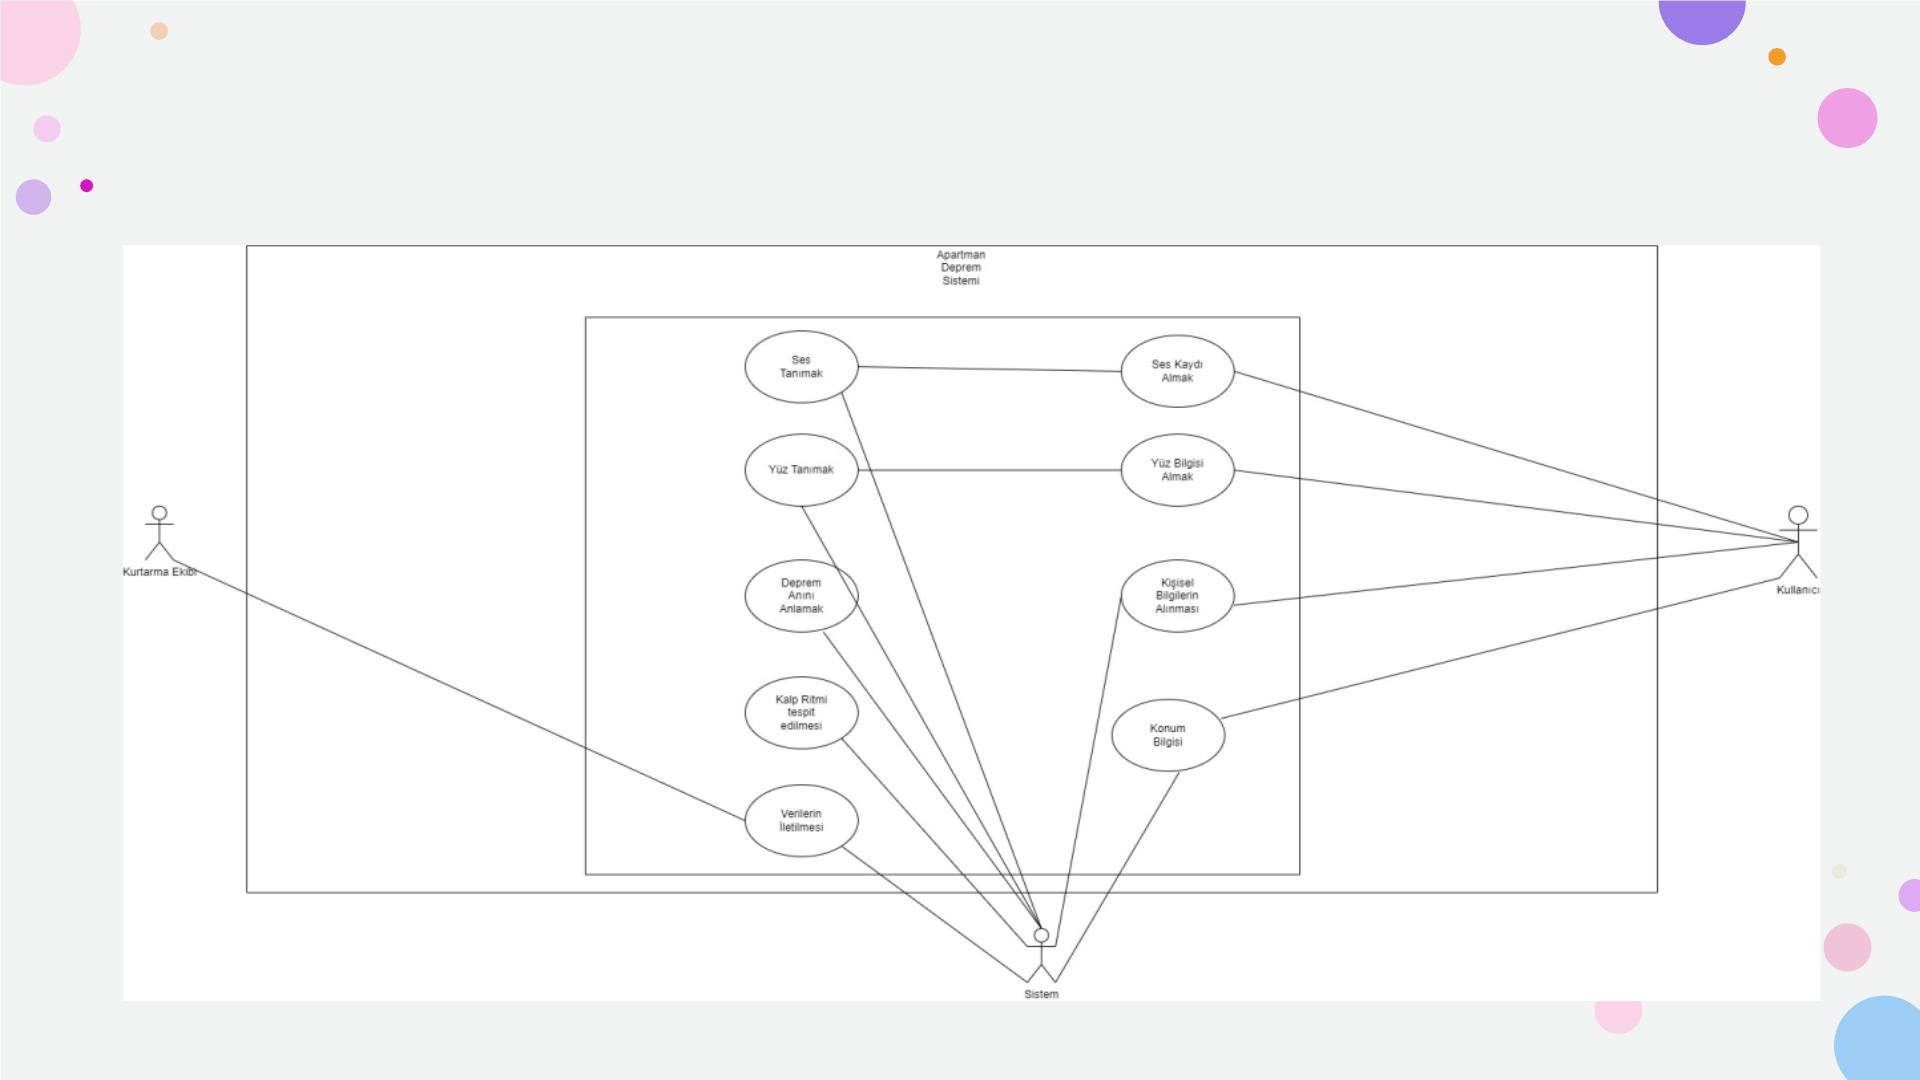 Apartman
Deprem
Sistemi
Ses
Tanımak
Ses Kaydı
Almak
Yüz Tanımak
Yüz Bilgisi
Almak
Kurtarma Ekibi
Deprem
Anını
Anlamak
Kişisel
Bilgilerin
Alınması
Kullanıcı
Kalp Ritmi
tespit
edilmesi
Konum
Bilgisi
Verilerin
İletilmesi
Sistem